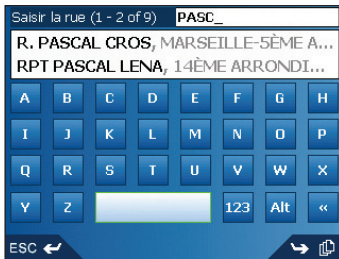 Saisir la rue (1 - 2 of 9) PASC_
R. PASCAL CROS, MARSEILLE-5ÈME A...
RPT PASCAL LENA, 14ÈME ARRONDI...
A B C D E F G H
I J K L M N O P
Q R S T U V W X
Y Z 123 Alt «
ESC